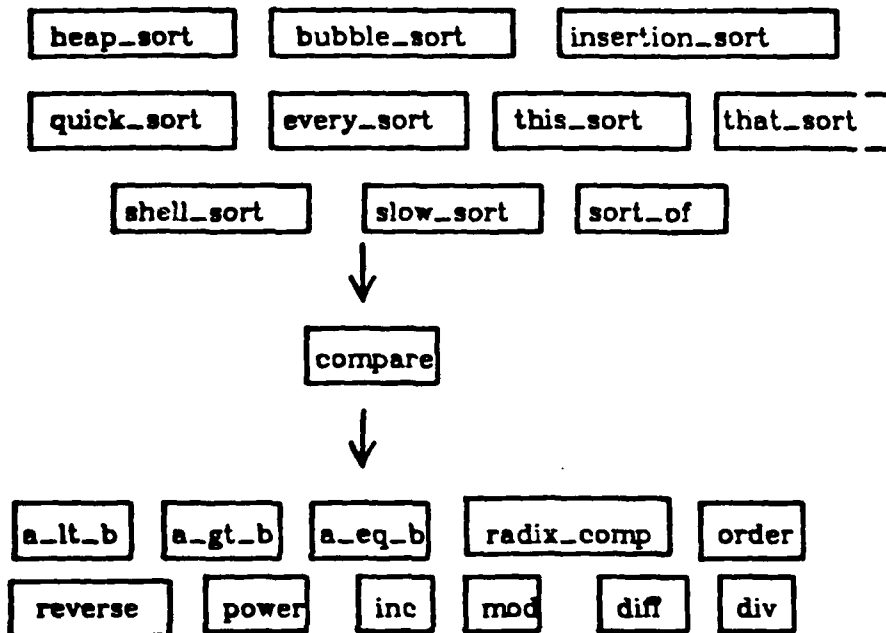 heap_sort bubble_sort insertion_sort
quick_sort every_sort this_sort that_sort
shell_sort slow_sort sort_of
compare
a_lt_b a_gt_b a_eq_b radix_comp order
reverse power inc mod diff div